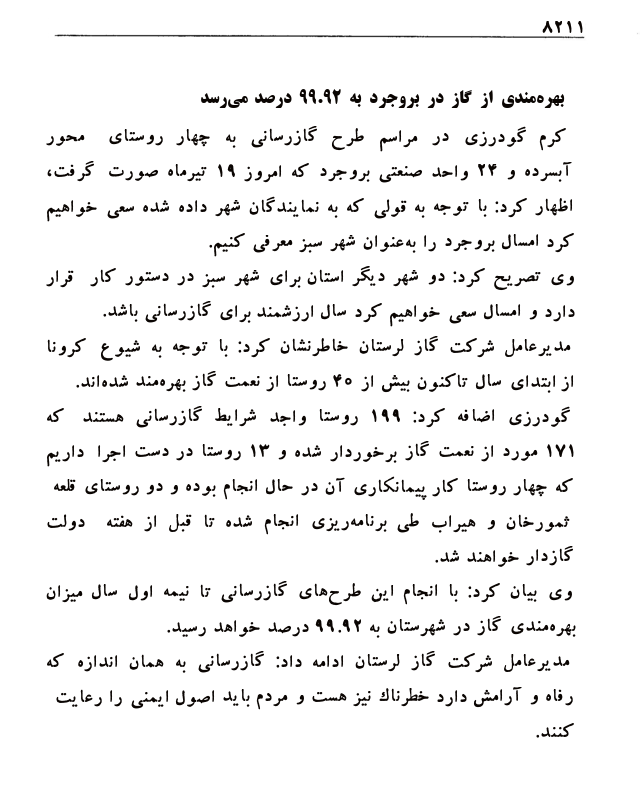 ۸۲۱۱
بهره‌مندی از گاز در بروجرد به ۹۹.۹۲ درصد می‌رسد
کرم گودرزی در مراسم طرح گازرسانی به چهار روستای محور
آبسرده و ۲۴ واحد صنعتی بروجرد که امروز ۱۹ تیرماه صورت گرفت،
اظهار کرد: با توجه به قولی که به نمایندگان شهر داده شده سعی خواهیم
کرد امسال بروجرد را به‌عنوان شهر سبز معرفی کنیم.
وی تصریح کرد: دو شهر دیگر استان برای شهر سبز در دستور کار قرار
دارد و امسال سعی خواهیم کرد سال ارزشمند برای گازرسانی باشد.
مدیرعامل شرکت گاز لرستان خاطرنشان کرد: با توجه به شیوع کرونا
از ابتدای سال تاکنون بیش از ۴۰ روستا از نعمت گاز بهره‌مند شده‌اند.
گودرزی اضافه کرد: ۱۹۹ روستا واجد شرایط گازرسانی هستند که
۱۷۱ مورد از نعمت گاز برخوردار شده و ۱۳ روستا در دست اجرا داریم
که چهار روستا کار پیمانکاری آن در حال انجام بوده و دو روستای قلعه
ثمورخان و هیراب طی برنامه‌ریزی انجام شده تا قبل از هفته دولت
گازدار خواهند شد.
وی بیان کرد: با انجام این طرح‌های گازرسانی تا نیمه اول سال میزان
بهره‌مندی گاز در شهرستان به ۹۹.۹۲ درصد خواهد رسید.
مدیرعامل شرکت گاز لرستان ادامه داد: گازرسانی به همان اندازه که
رفاه و آرامش دارد خطرناك نیز هست و مردم باید اصول ایمنی را رعایت
کنند.